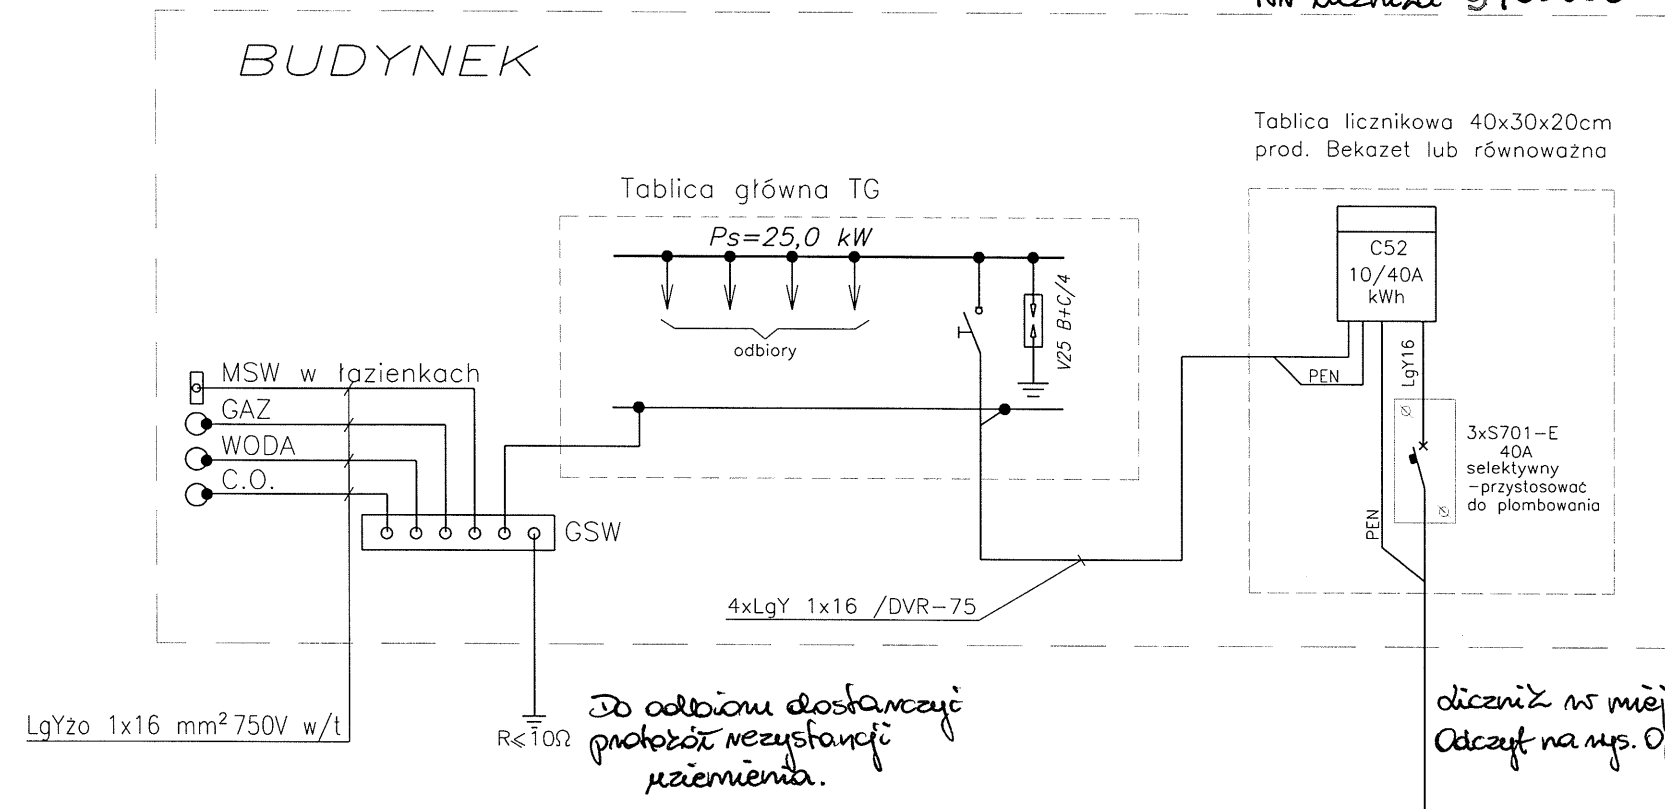 NN
BUDYNEK
Tablica licznikowa 40x30x20cm
prod. Bekazet lub równoważna
Tablica główna TG
Ps=25,0 kW
odbiory
V25 B+C/4
C52
10/40A
kWh
PEN
LgY16
3xS701-E
40A
selektywny
-przystosować
do plombowania
PEN
MSW w łazienkach
GAZ
WODA
C.O.
GSW
4xLgY 1x16 /DVR-75
LgYżo 1x16 mm² 750V w/t
R≤10Ω
Do odbioru dostarczyć
protokół rezystancji
uziemienia.
Licznik w miej
Odczyt na rys. O